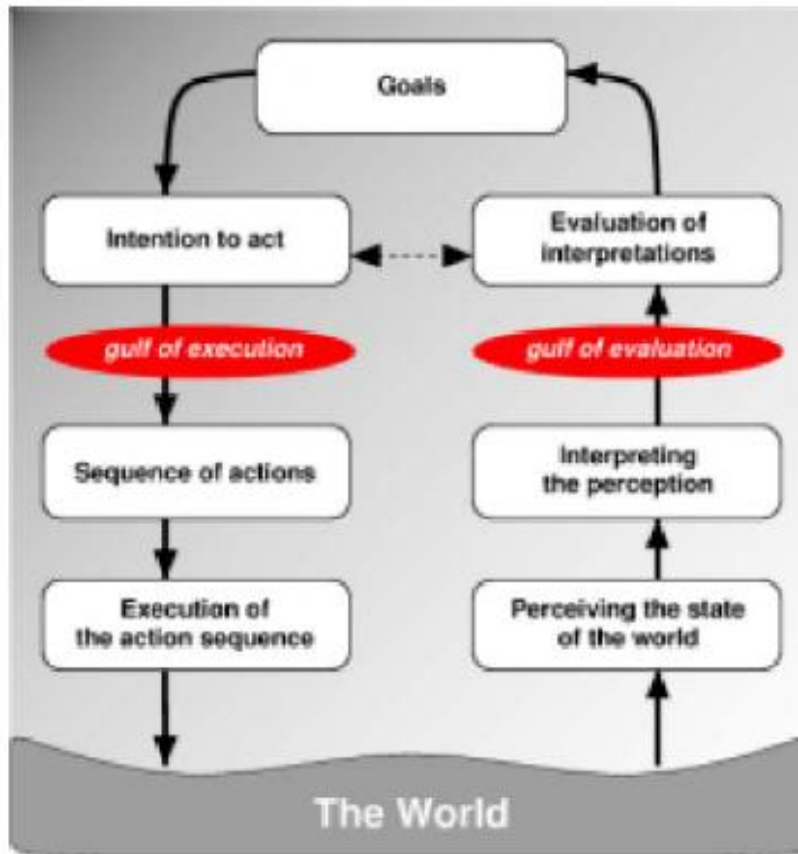 Goals
Intention to act
Evaluation of
interpretations
gulf of execution
gulf of evaluation
Sequence of actions
Interpreting
the perception
Execution of
the action sequence
Perceiving the state
of the world
The World